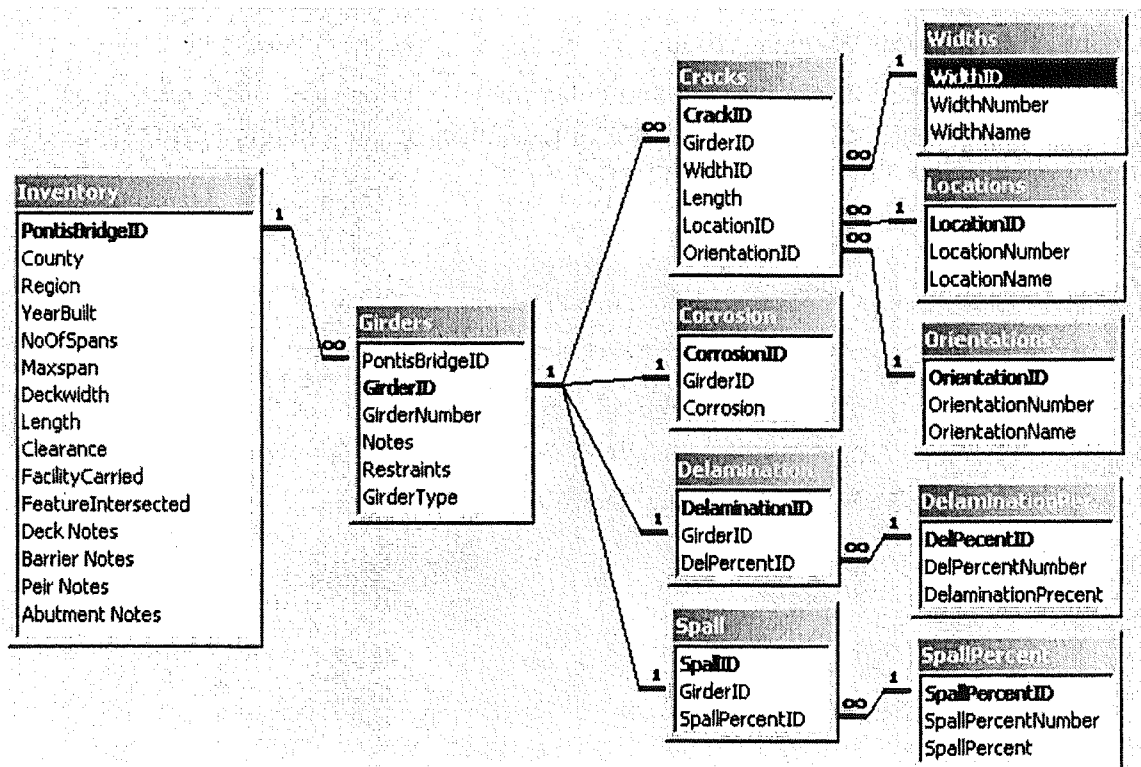 Inventory
PontisBridgeID
County
Region
YearBuilt
NoOfSpans
Maxspan
Deckwidth
Length
Clearance
FacilityCarried
FeatureIntersected
Deck Notes
Barrier Notes
Peir Notes
Abutment Notes
1
∞
Girders
PontisBridgeID
GirderID
GirderNumber
Notes
Restraints
GirderType
1
∞
Cracks
CrackID
GirderID
WidthID
Length
LocationID
OrientationID
∞
∞
∞
1
Corrosion
CorrosionID
GirderID
Corrosion
1
Delamination
DelaminationID
GirderID
DelPercentID
∞
1
Spall
SpallID
GirderID
SpallPercentID
∞
1
Widths
WidthID
WidthNumber
WidthName
1
Locations
LocationID
LocationNumber
LocationName
1
Orientations
OrientationID
OrientationNumber
OrientationName
1
DelPecentID
DelPercentNumber
DelaminationPrecent
1
SpallPercent
SpallPercentID
SpallPercentNumber
SpallPercent